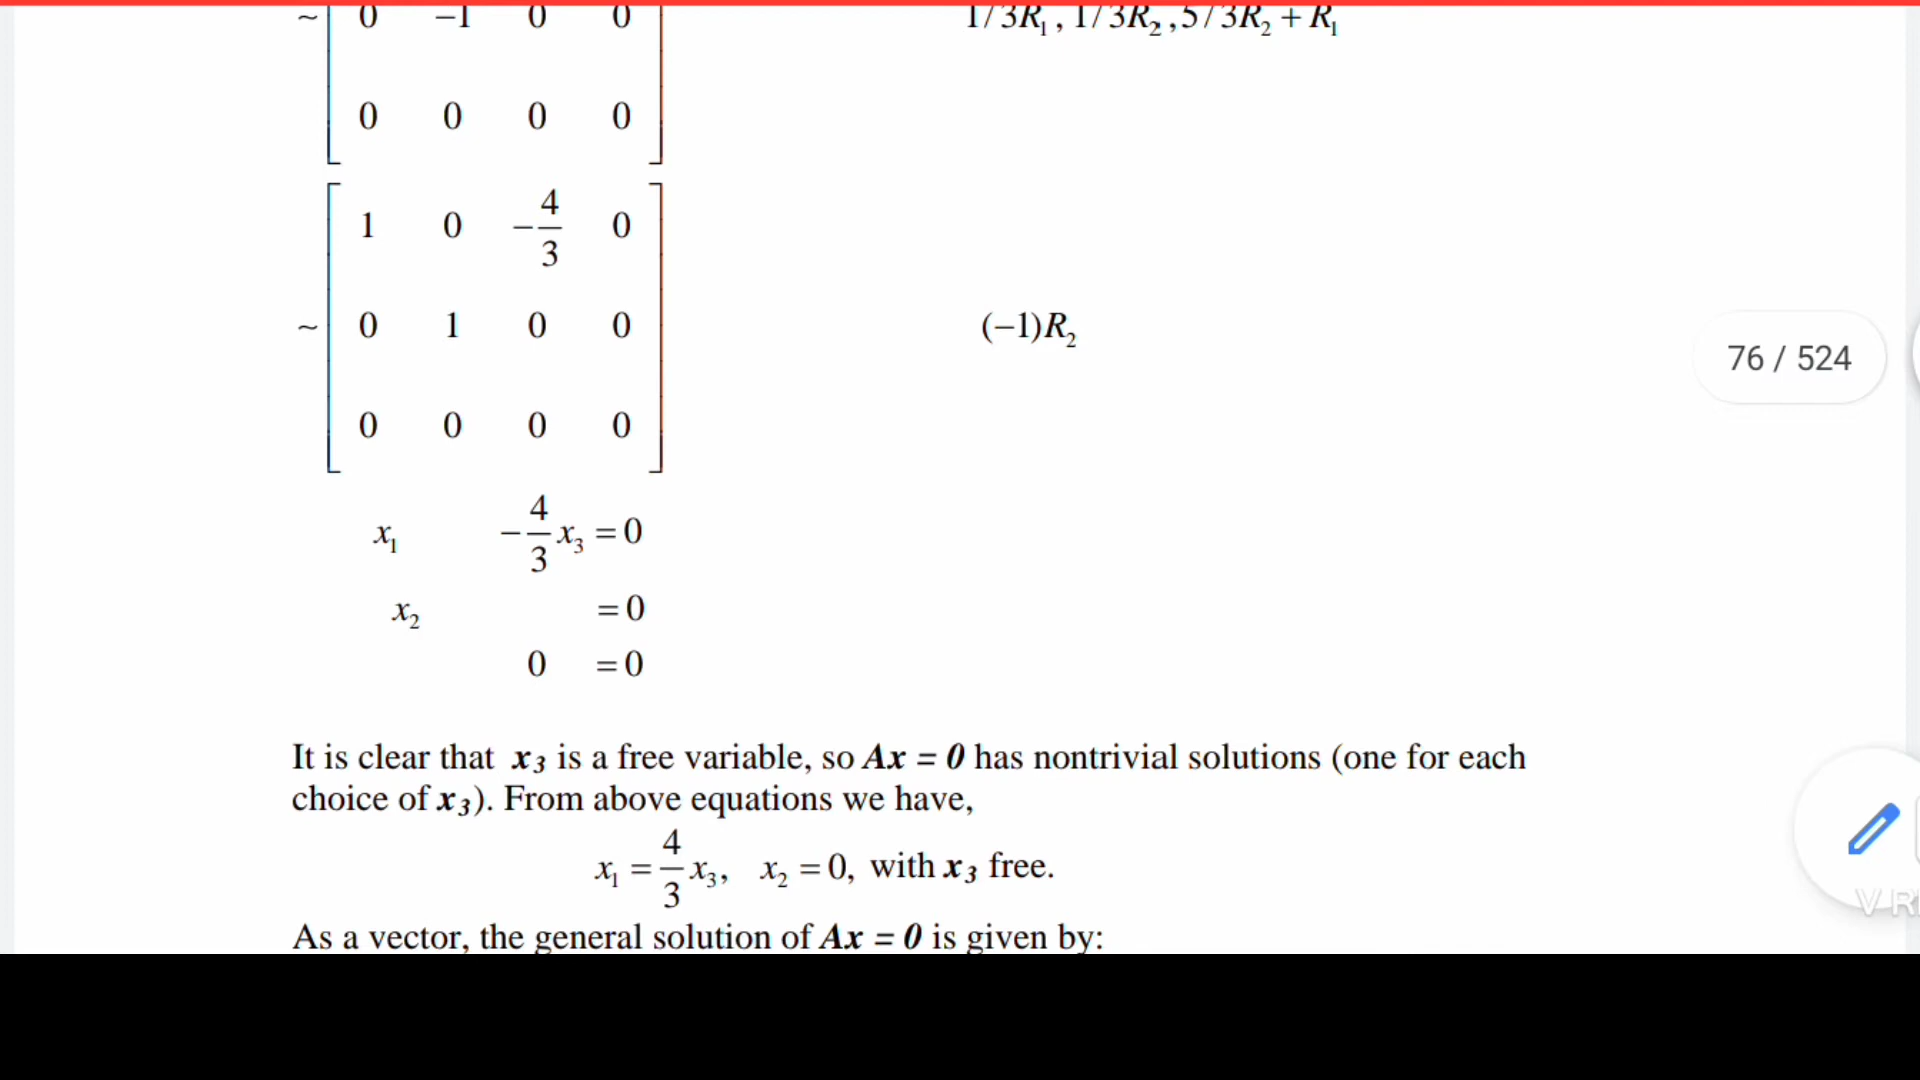 ~ 0 −1 0 0 1/3R₁, 1/3R₂, 5/3R₂ + R₁
0 0 0 0
1 0 −4/3 0
~ 0 1 0 0 (−1)R₂
76 / 524
0 0 0 0
x₁ −4/3 x₃ = 0
x₂ = 0
0 = 0
It is clear that x₃ is a free variable, so Ax = 0 has nontrivial solutions (one for each
choice of x₃). From above equations we have,
x₁ = 4/3 x₃, x₂ = 0, with x₃ free.
As a vector, the general solution of Ax = 0 is given by: